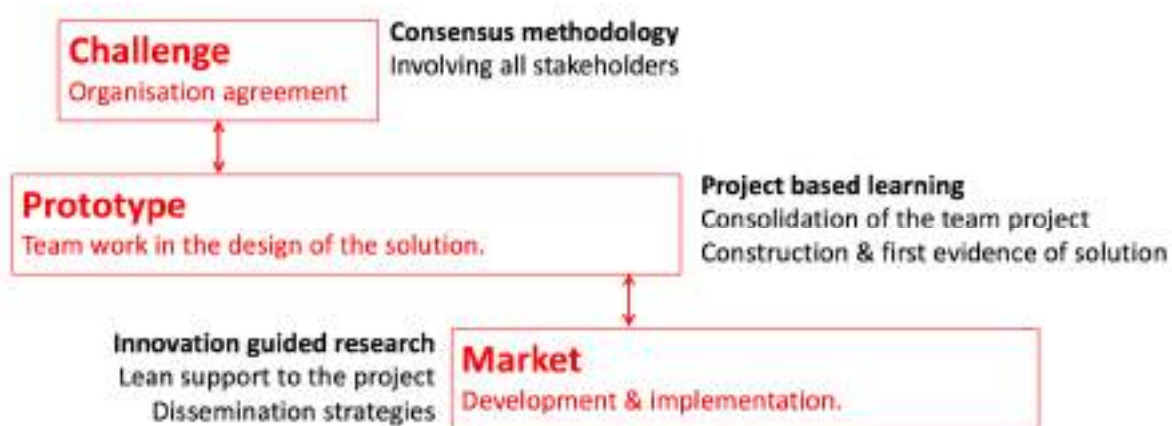 Challenge
Organisation agreement
Consensus methodology
Involving all stakeholders
Prototype
Team work in the design of the solution.
Project based learning
Consolidation of the team project
Construction & first evidence of solution
Innovation guided research
Lean support to the project
Dissemination strategies
Market
Development & implementation.